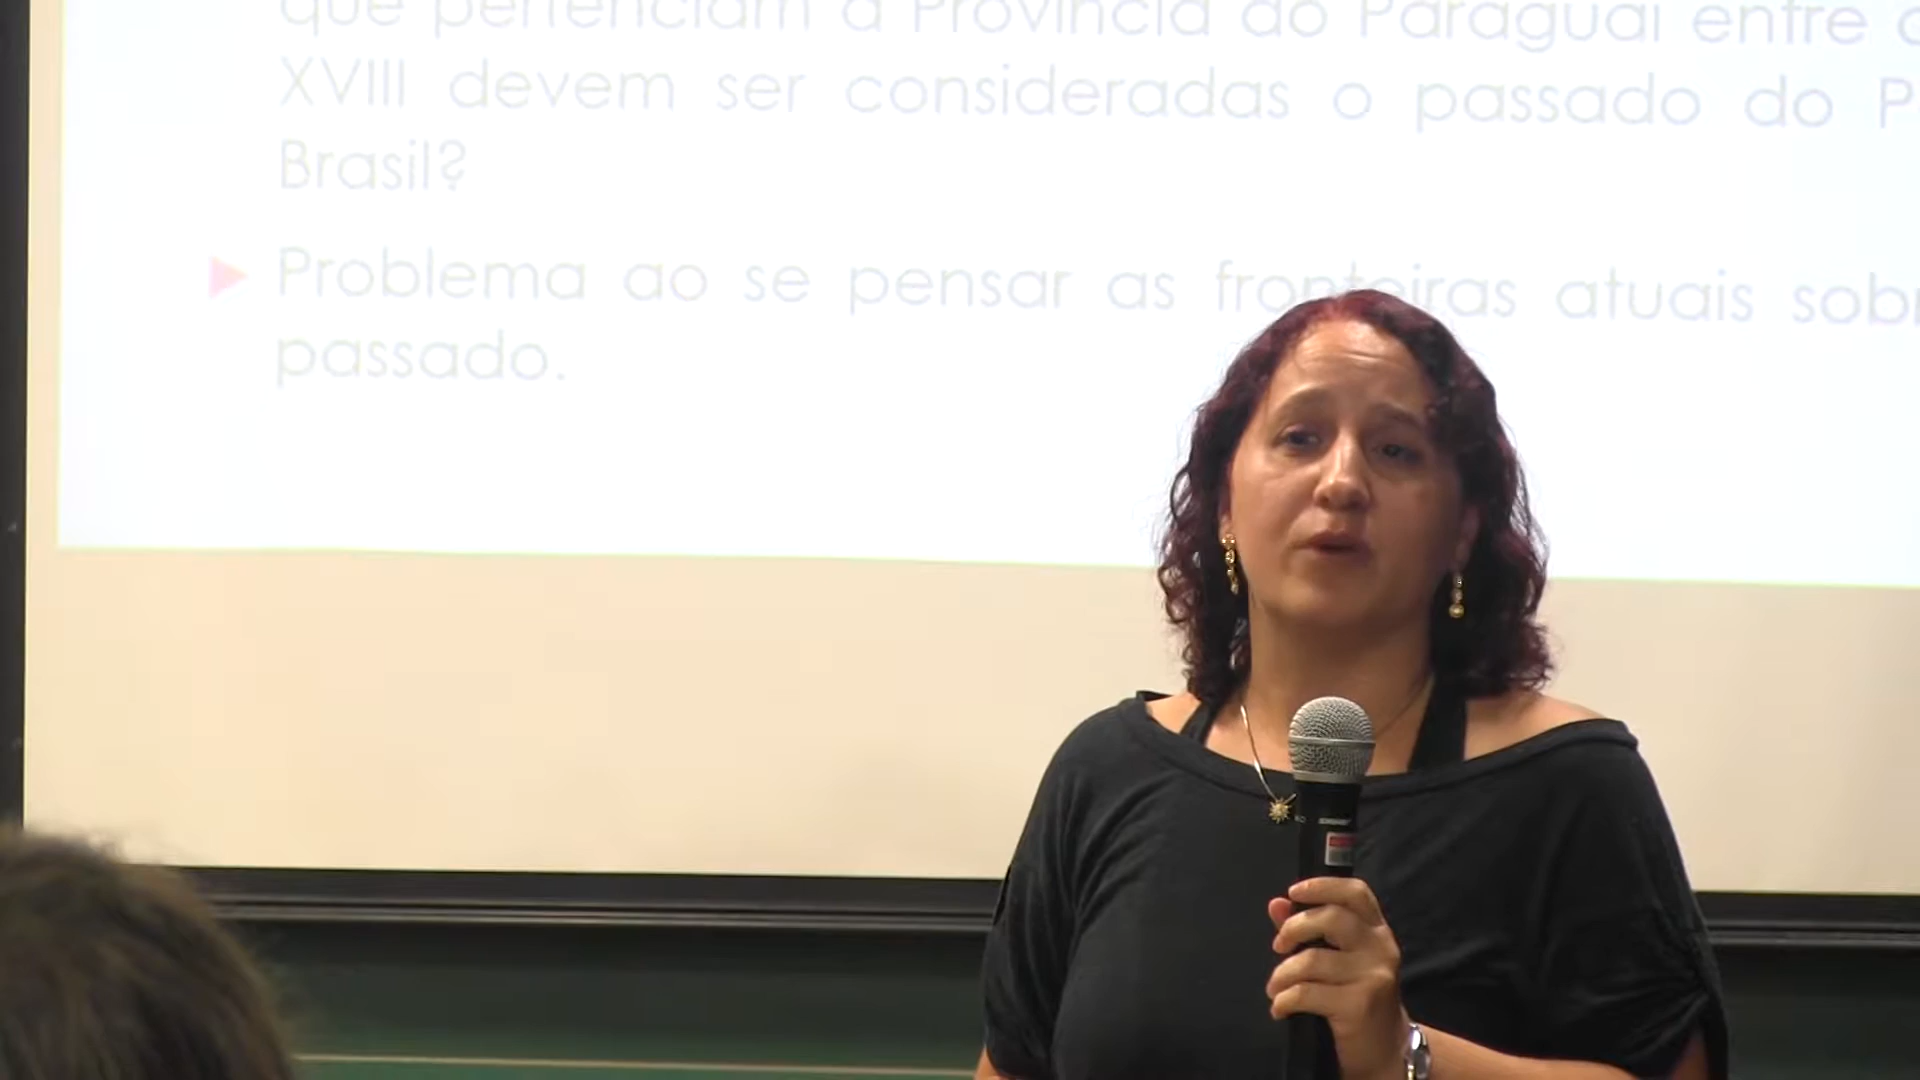 que pertenciam à Província do Paraguai entre
XVIII devem ser consideradas o passado do P
Brasil?
Problema ao se pensar as fronteiras atuais sobr
passado.